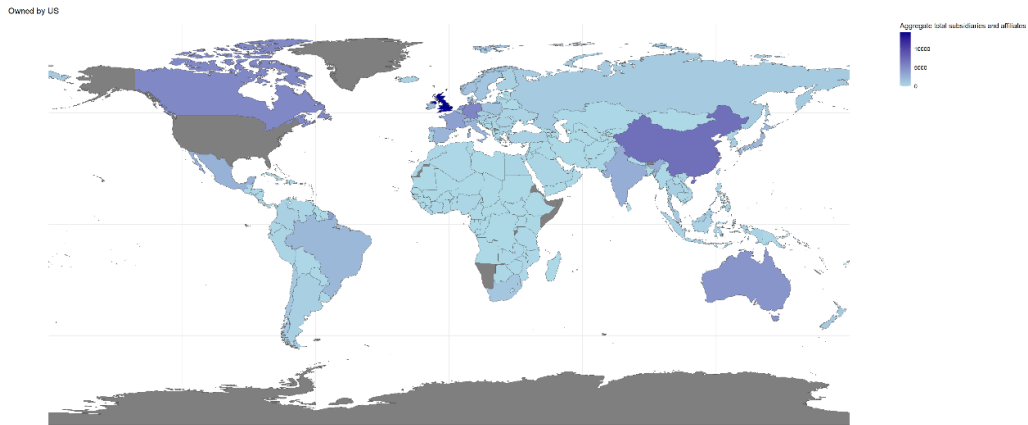 Owned by US
Aggregate total subsidiaries and affiliates
10000
5000
0